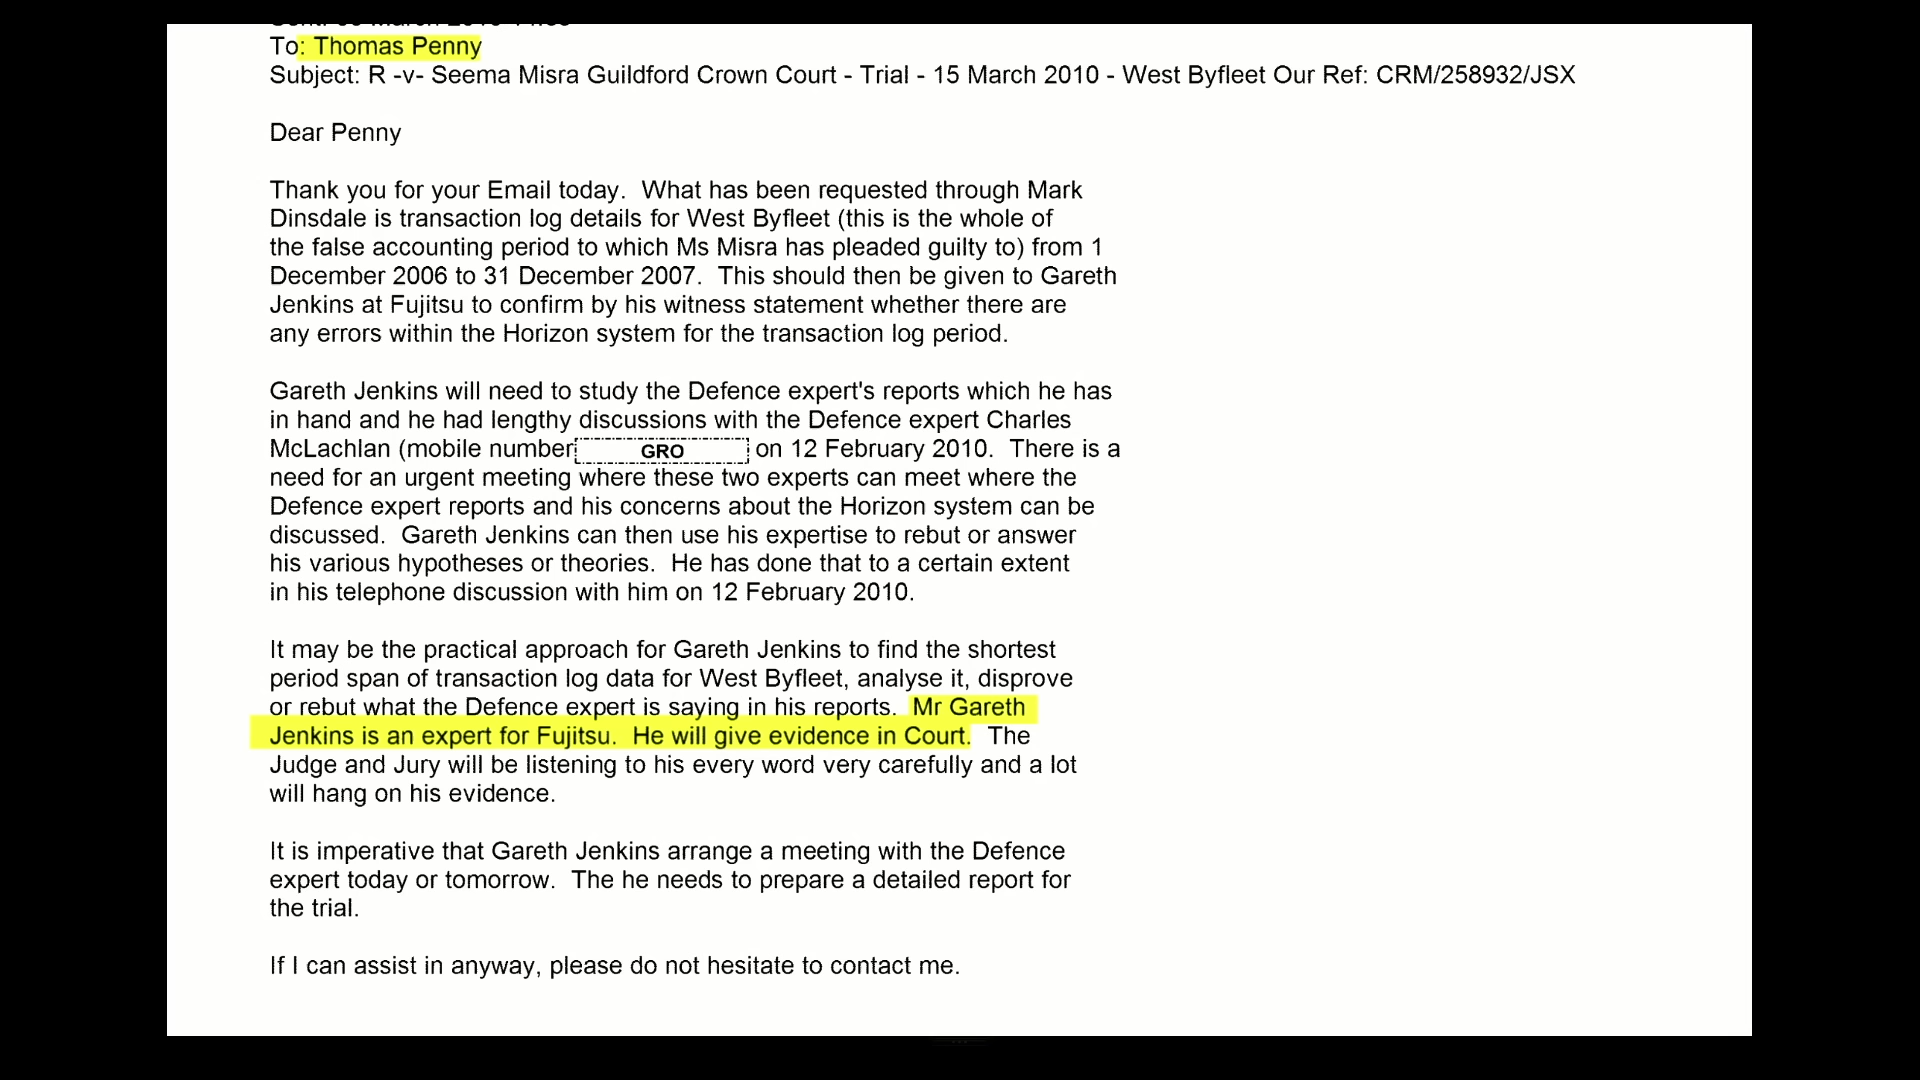 To: Thomas Penny
Subject: R -v- Seema Misra Guildford Crown Court - Trial - 15 March 2010 - West Byfleet Our Ref: CRM/258932/JSX
Dear Penny
Thank you for your Email today.  What has been requested through Mark
Dinsdale is transaction log details for West Byfleet (this is the whole of
the false accounting period to which Ms Misra has pleaded guilty to) from 1
December 2006 to 31 December 2007.  This should then be given to Gareth
Jenkins at Fujitsu to confirm by his witness statement whether there are
any errors within the Horizon system for the transaction log period.
Gareth Jenkins will need to study the Defence expert's reports which he has
in hand and he had lengthy discussions with the Defence expert Charles
McLachlan (mobile number GRO on 12 February 2010.  There is a
need for an urgent meeting where these two experts can meet where the
Defence expert reports and his concerns about the Horizon system can be
discussed.  Gareth Jenkins can then use his expertise to rebut or answer
his various hypotheses or theories.  He has done that to a certain extent
in his telephone discussion with him on 12 February 2010.
It may be the practical approach for Gareth Jenkins to find the shortest
period span of transaction log data for West Byfleet, analyse it, disprove
or rebut what the Defence expert is saying in his reports.  Mr Gareth
Jenkins is an expert for Fujitsu.  He will give evidence in Court.  The
Judge and Jury will be listening to his every word very carefully and a lot
will hang on his evidence.
It is imperative that Gareth Jenkins arrange a meeting with the Defence
expert today or tomorrow.  The he needs to prepare a detailed report for
the trial.
If I can assist in anyway, please do not hesitate to contact me.